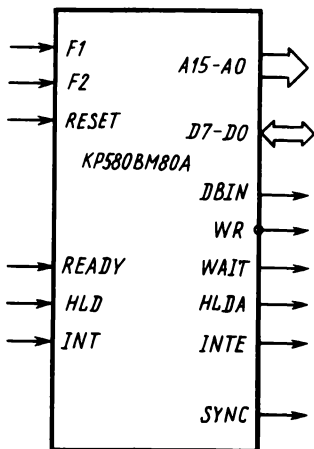 F1
F2
A15-A0
RESET
D7-D0
КР580ВМ80А
DBIN
WR
READY
WAIT
HLD
HLDA
INT
INTE
SYNC